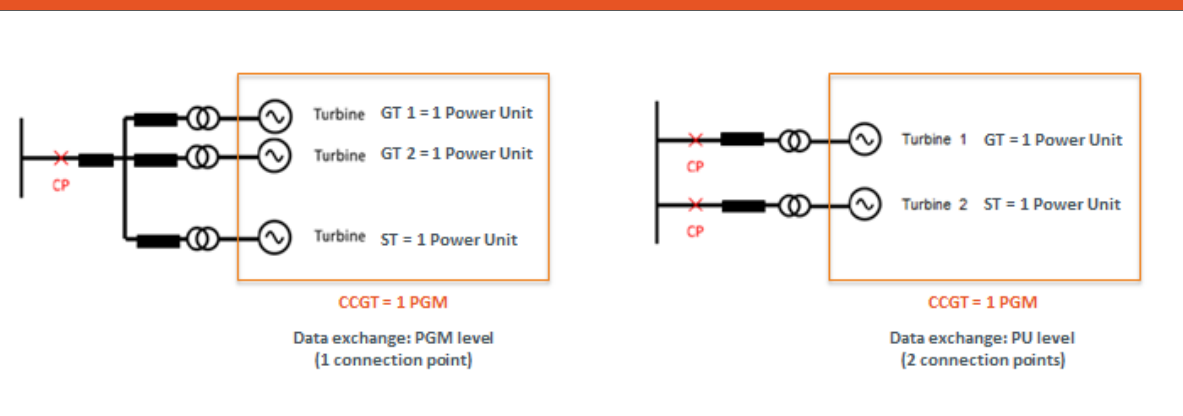 Turbine GT 1 = 1 Power Unit
Turbine GT 2 = 1 Power Unit
CP
Turbine ST = 1 Power Unit
CCGT = 1 PGM
Data exchange: PGM level
(1 connection point)
Turbine 1 GT = 1 Power Unit
CP
Turbine 2 ST = 1 Power Unit
CP
CCGT = 1 PGM
Data exchange: PU level
(2 connection points)